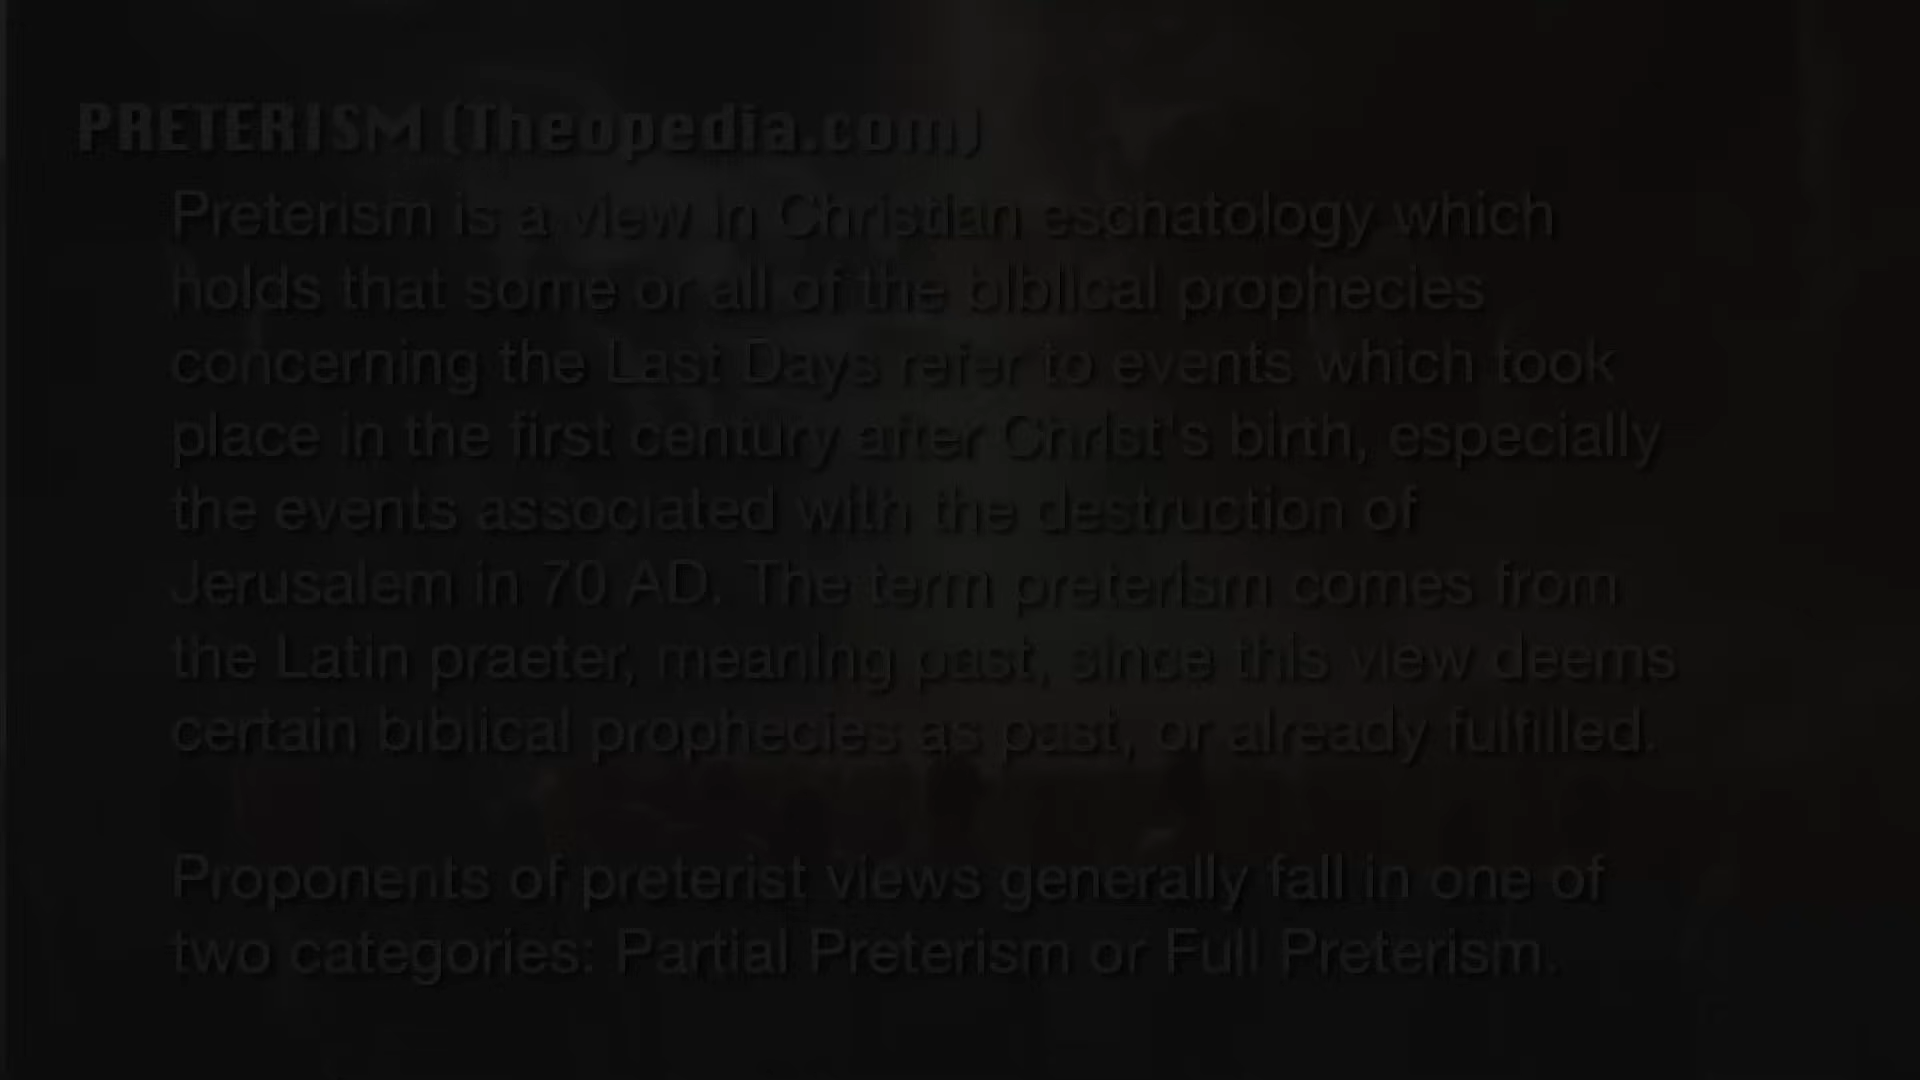 PRETERISM (Theopedia.com)
Preterism is a view in Christian eschatology which
holds that some or all of the biblical prophecies
concerning the Last Days refer to events which took
place in the first century after Christ's birth, especially
the events associated with the destruction of
Jerusalem in 70 AD. The term preterism comes from
the Latin praeter, meaning past, since this view deems
certain biblical prophecies as past, or already fulfilled.
Proponents of preterist views generally fall in one of
two categories: Partial Preterism or Full Preterism.